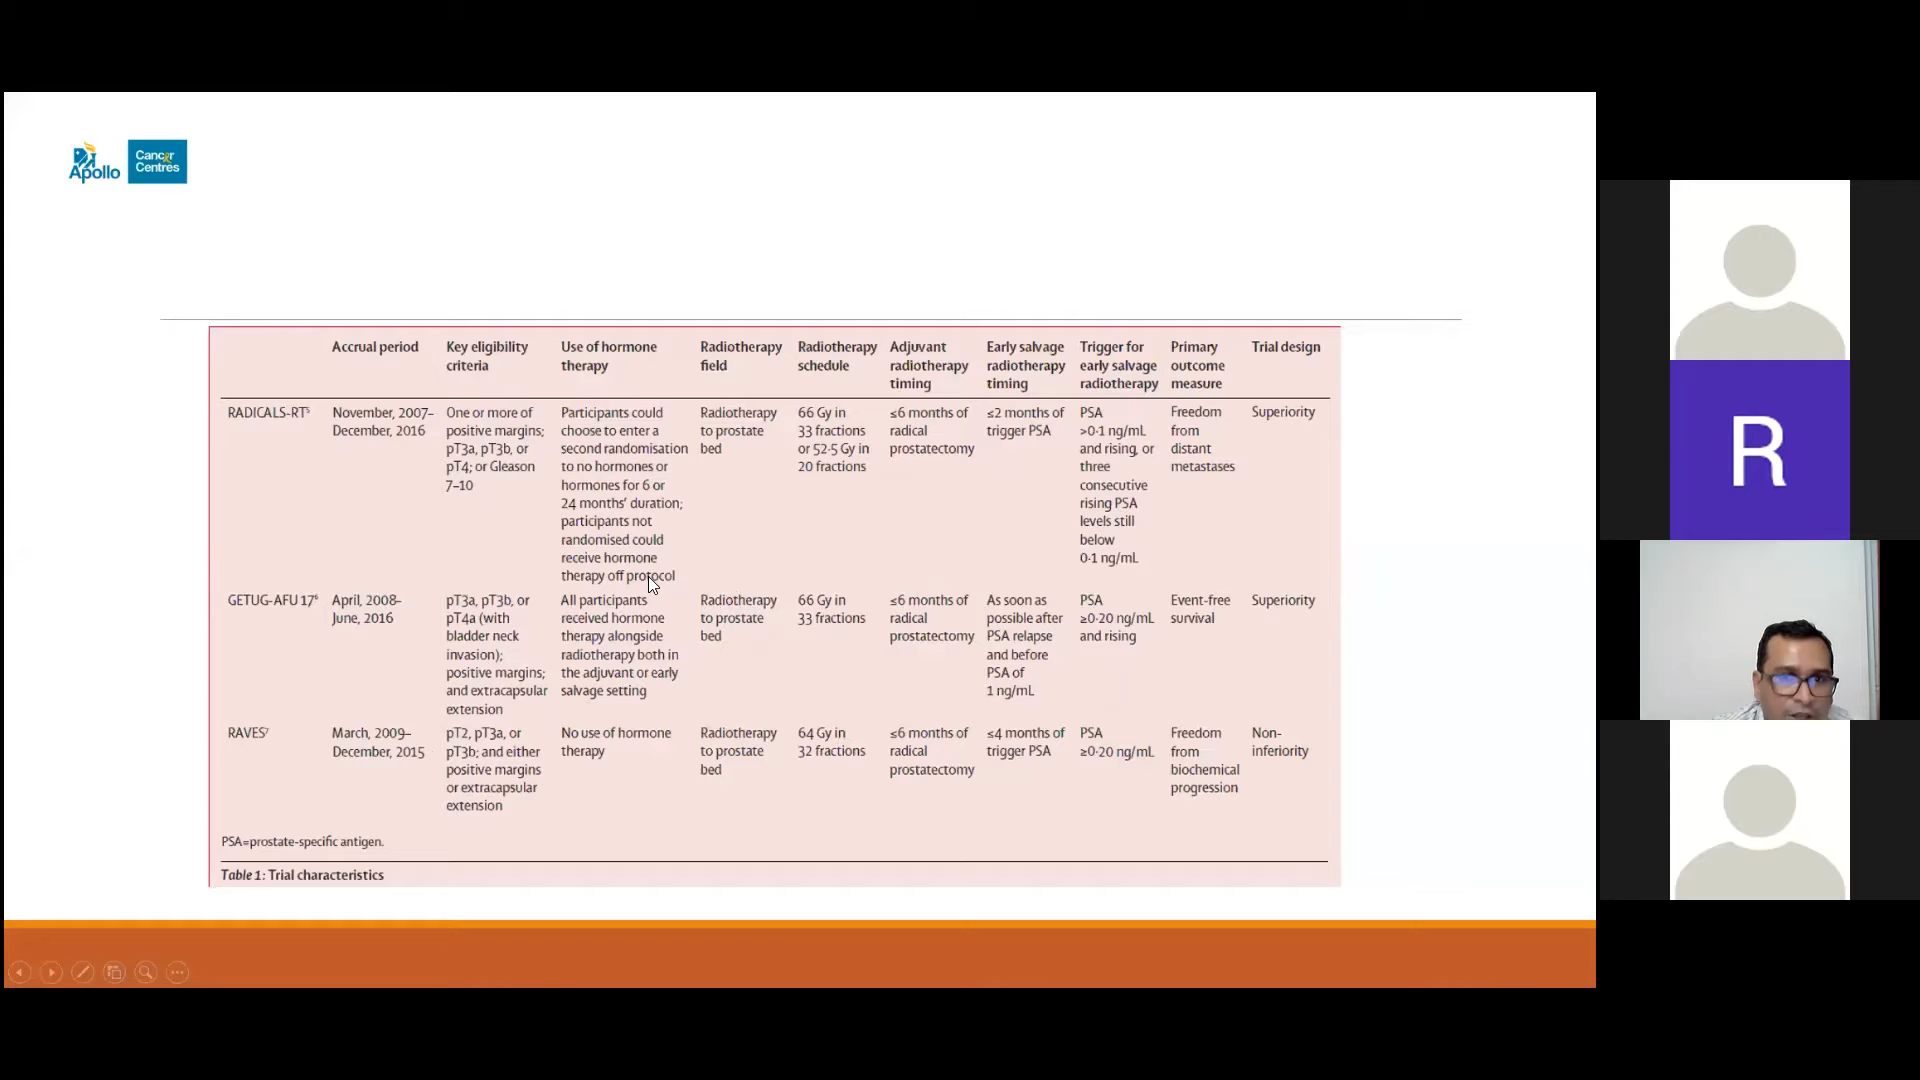 Apollo
Cancer
Centres
Accrual period
Key eligibility
criteria
Use of hormone
therapy
Radiotherapy
field
Radiotherapy
schedule
Adjuvant
radiotherapy
timing
Early salvage
radiotherapy
timing
Trigger for
early salvage
radiotherapy
Primary
outcome
measure
Trial design
RADICALS-RT⁵
November, 2007–
December, 2016
One or more of
positive margins;
pT3a, pT3b, or
pT4; or Gleason
7–10
Participants could
choose to enter a
second randomisation
to no hormones or
hormones for 6 or
24 months' duration;
participants not
randomised could
receive hormone
therapy off protocol
Radiotherapy
to prostate
bed
66 Gy in
33 fractions
or 52·5 Gy in
20 fractions
≤6 months of
radical
prostatectomy
≤2 months of
trigger PSA
PSA
>0·1 ng/mL
and rising, or
three
consecutive
rising PSA
levels still
below
0·1 ng/mL
Freedom
from
distant
metastases
Superiority
GETUG-AFU 17⁶
April, 2008–
June, 2016
pT3a, pT3b, or
pT4a (with
bladder neck
invasion);
positive margins;
and extracapsular
extension
All participants
received hormone
therapy alongside
radiotherapy both in
the adjuvant or early
salvage setting
Radiotherapy
to prostate
bed
66 Gy in
33 fractions
≤6 months of
radical
prostatectomy
As soon as
possible after
PSA relapse
and before
PSA of
1 ng/mL
PSA
≥0·20 ng/mL
and rising
Event-free
survival
Superiority
RAVES⁷
March, 2009–
December, 2015
pT2, pT3a, or
pT3b; and either
positive margins
or extracapsular
extension
No use of hormone
therapy
Radiotherapy
to prostate
bed
64 Gy in
32 fractions
≤6 months of
radical
prostatectomy
≤4 months of
trigger PSA
PSA
≥0·20 ng/mL
Freedom
from
biochemical
progression
Non-
inferiority
PSA=prostate-specific antigen.
Table 1: Trial characteristics
R